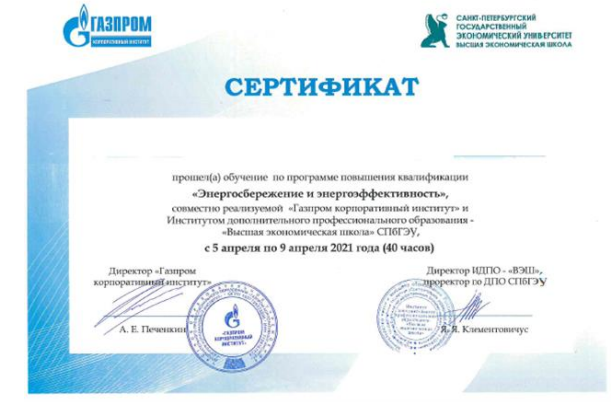 ГАЗПРОМ
КОРПОРАТИВНЫЙ ИНСТИТУТ
САНКТ-ПЕТЕРБУРГСКИЙ
ГОСУДАРСТВЕННЫЙ
ЭКОНОМИЧЕСКИЙ УНИВЕРСИТЕТ
ВЫСШАЯ ЭКОНОМИЧЕСКАЯ ШКОЛА
СЕРТИФИКАТ
прошел(а) обучение по программе повышения квалификации
«Энергосбережение и энергоэффективность»,
совместно реализуемой «Газпром корпоративный институт» и
Институтом дополнительного профессионального образования -
«Высшая экономическая школа» СПбГЭУ,
с 5 апреля по 9 апреля 2021 года (40 часов)
Директор «Газпром
корпоративный институт»
А. Е. Печенкин
«ГАЗПРОМ
КОРПОРАТИВНЫЙ
ИНСТИТУТ»
Директор ИДПО - «ВЭШ»,
проректор по ДПО СПбГЭУ
Я. Я. Клементовичус